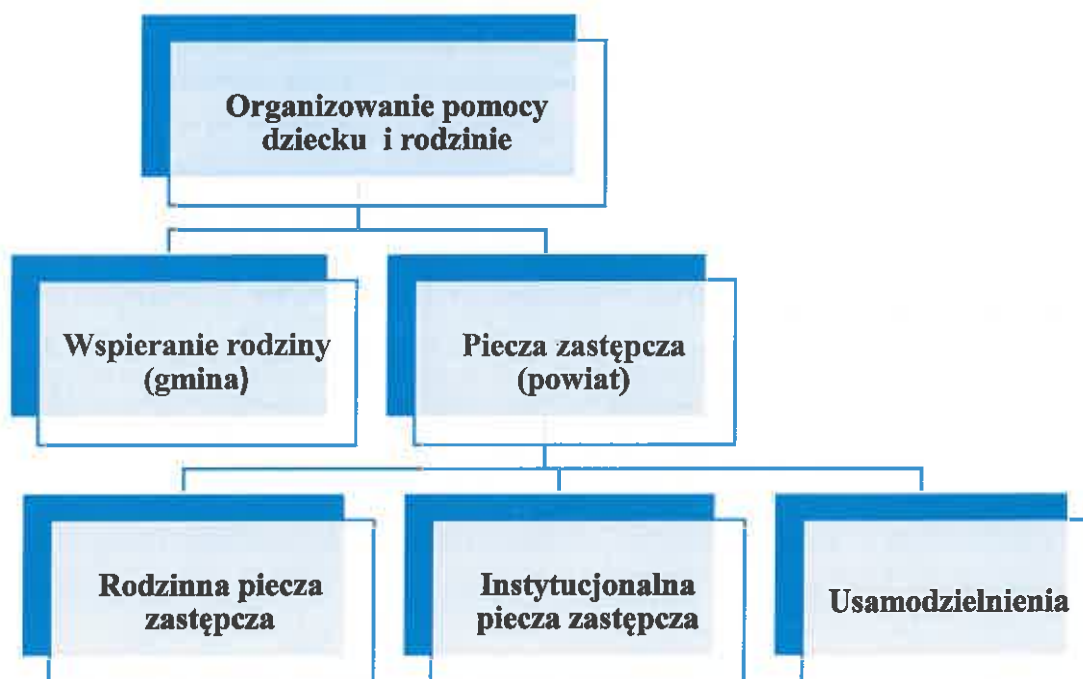 Organizowanie pomocy
dziecku i rodzinie
Wspieranie rodziny
(gmina)
Piecza zastępcza
(powiat)
Rodzinna piecza
zastępcza
Instytucjonalna
piecza zastępcza
Usamodzielnienia